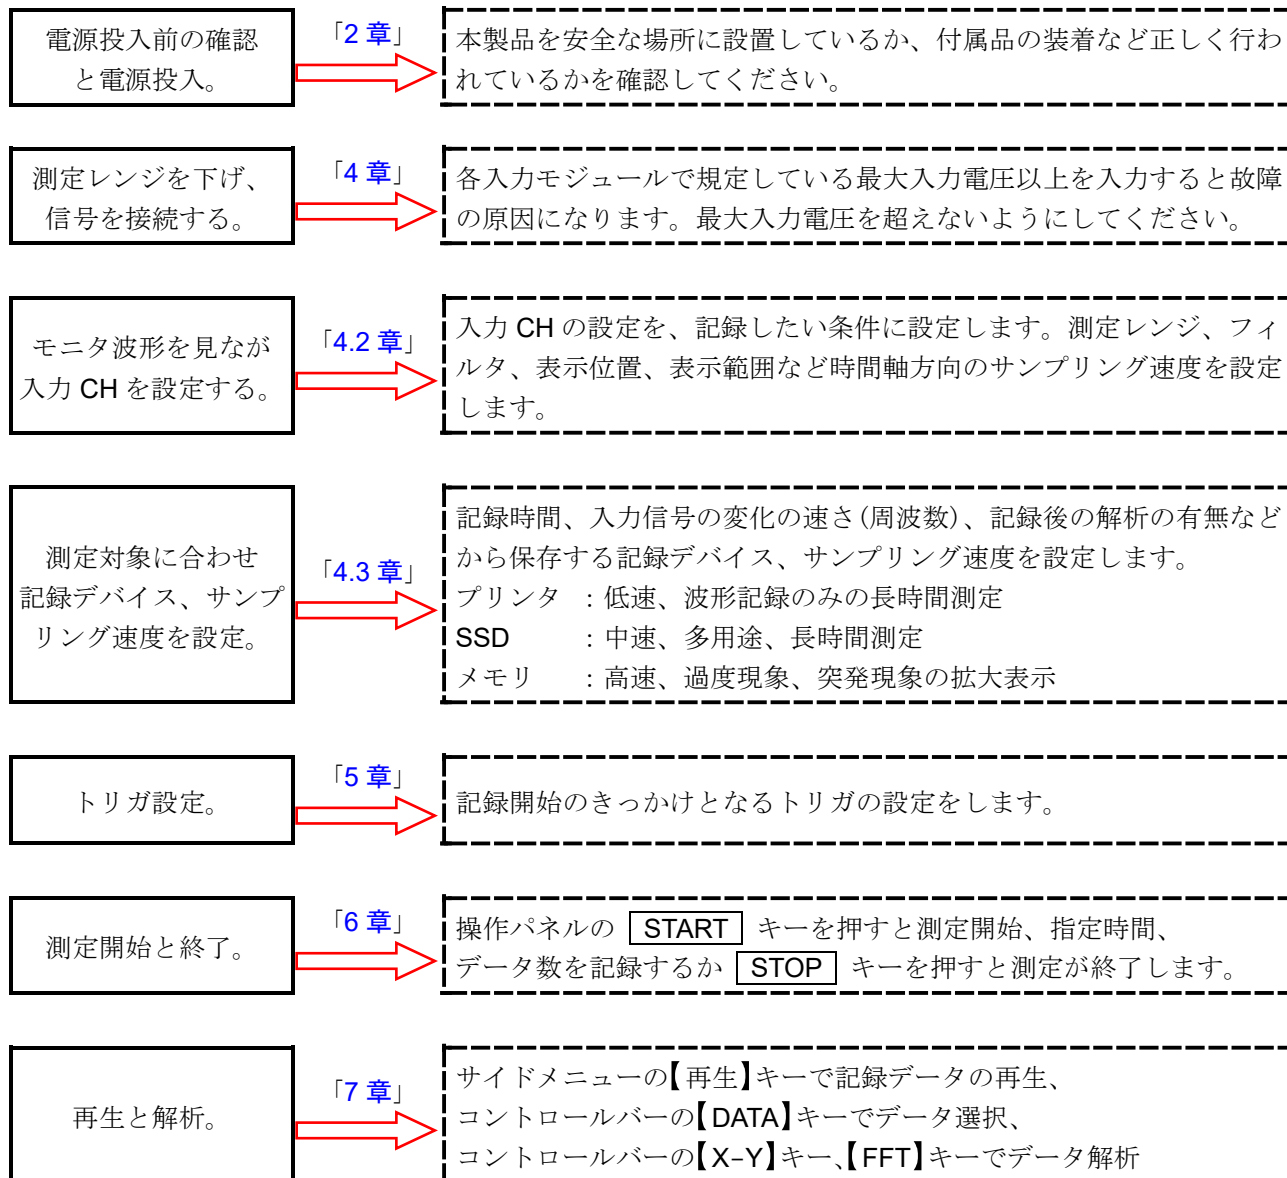 電源投入前の確認
と電源投入。
「2 章」
本製品を安全な場所に設置しているか、付属品の装着など正しく行わ
れているかを確認してください。
測定レンジを下げ、
信号を接続する。
「4 章」
各入力モジュールで規定している最大入力電圧以上を入力すると故障
の原因になります。最大入力電圧を超えないようにしてください。
モニタ波形を見なが
入力 CH を設定する。
「4.2 章」
入力 CH の設定を、記録したい条件に設定します。測定レンジ、フィ
ルタ、表示位置、表示範囲など時間軸方向のサンプリング速度を設定
します。
測定対象に合わせ
記録デバイス、サンプ
リング速度を設定。
「4.3 章」
記録時間、入力信号の変化の速さ(周波数)、記録後の解析の有無など
から保存する記録デバイス、サンプリング速度を設定します。
プリンタ ：低速、波形記録のみの長時間測定
SSD ：中速、多用途、長時間測定
メモリ ：高速、過度現象、突発現象の拡大表示
トリガ設定。
「5 章」
記録開始のきっかけとなるトリガの設定をします。
測定開始と終了。
「6 章」
操作パネルの START キーを押すと測定開始、指定時間、
データ数を記録するか STOP キーを押すと測定が終了します。
再生と解析。
「7 章」
サイドメニューの【再生】キーで記録データの再生、
コントロールバーの【DATA】キーでデータ選択、
コントロールバーの【X-Y】キー、【FFT】キーでデータ解析